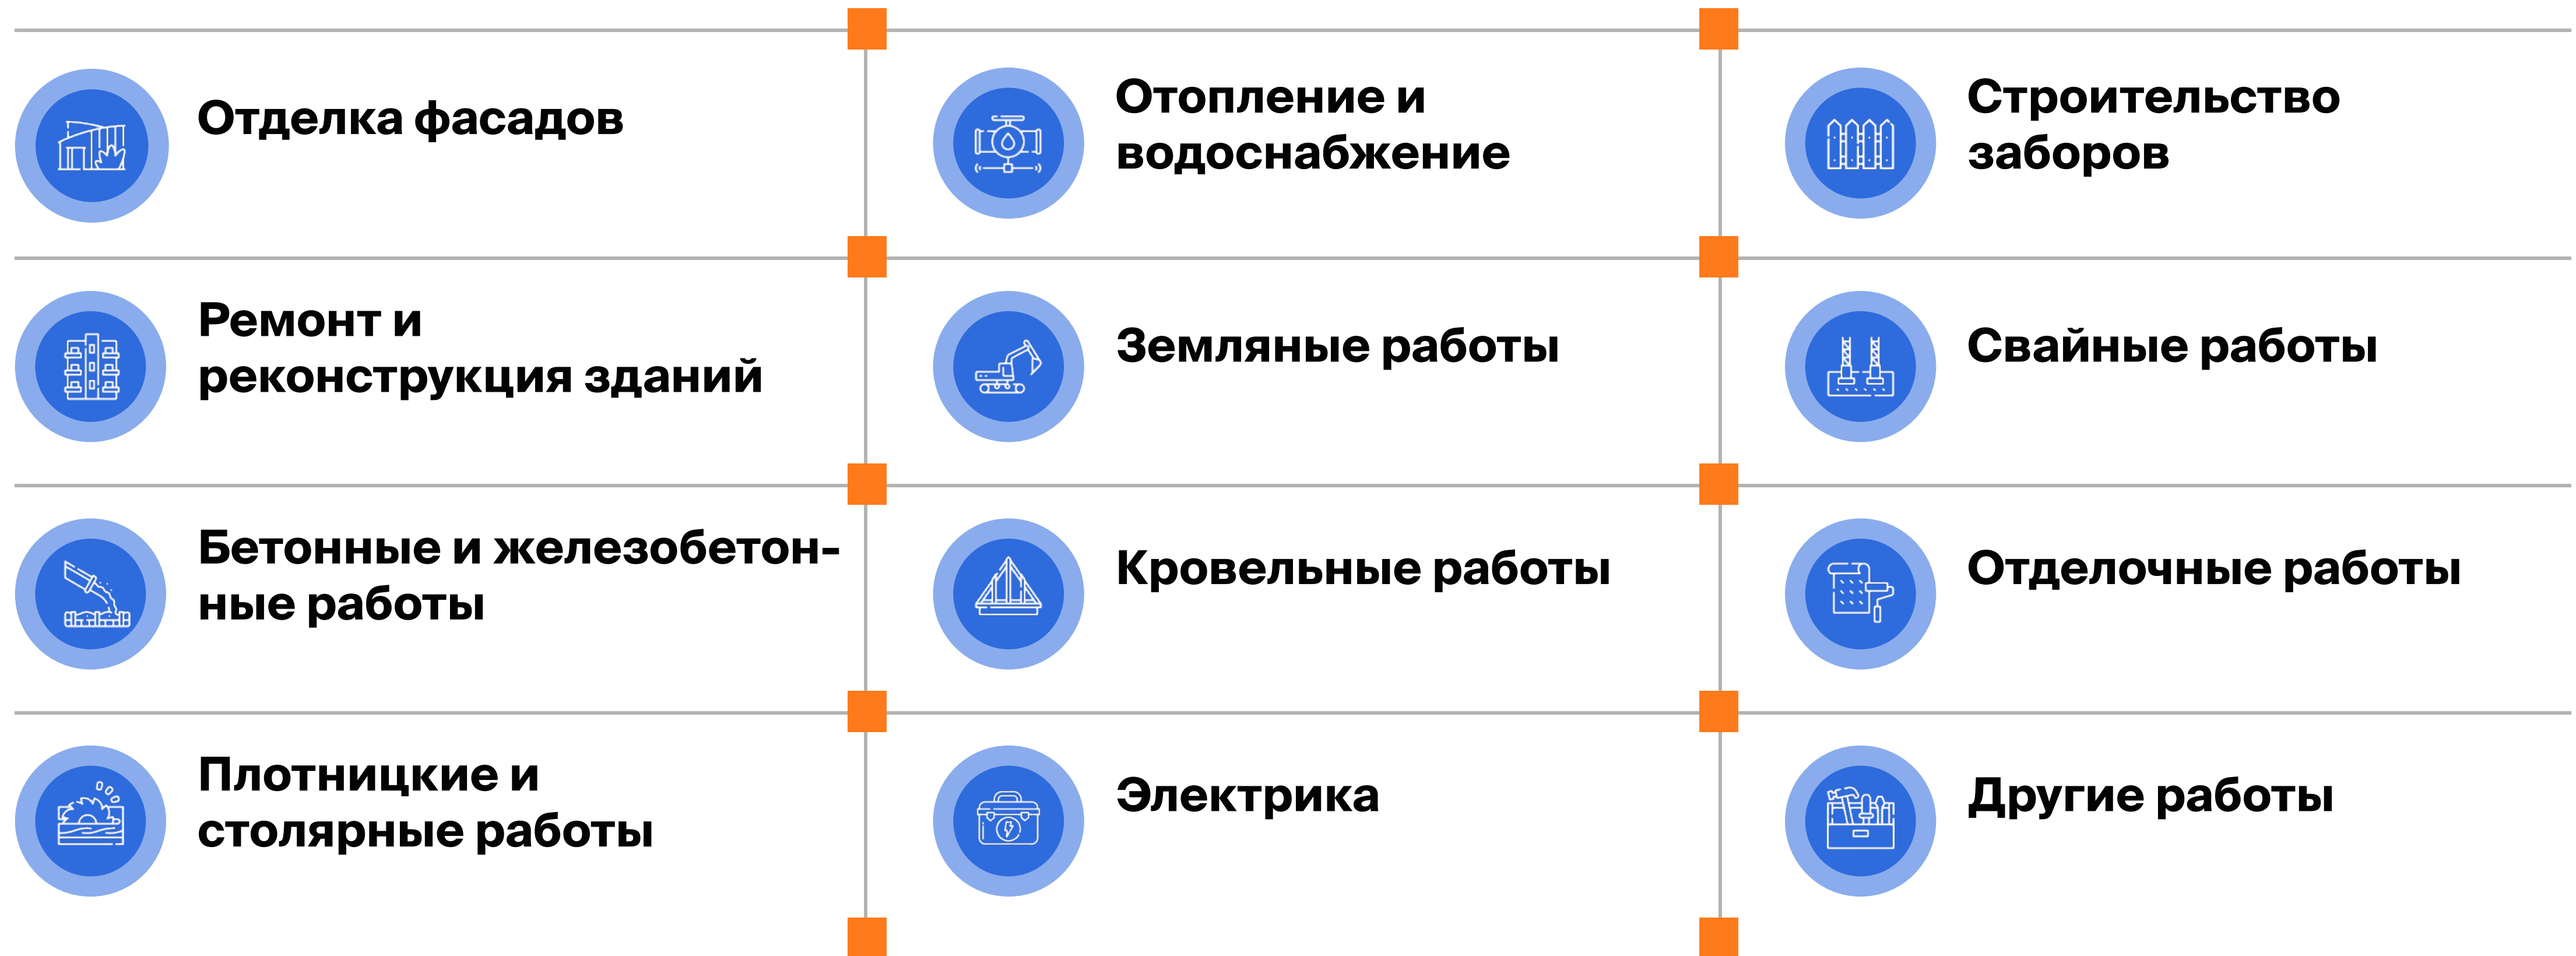 Отделка фасадов
Отопление и
водоснабжение
Строительство
заборов
Ремонт и
реконструкция зданий
Земляные работы
Свайные работы
Бетонные и железобетон-
ные работы
Кровельные работы
Отделочные работы
Плотницкие и
столярные работы
Электрика
Другие работы